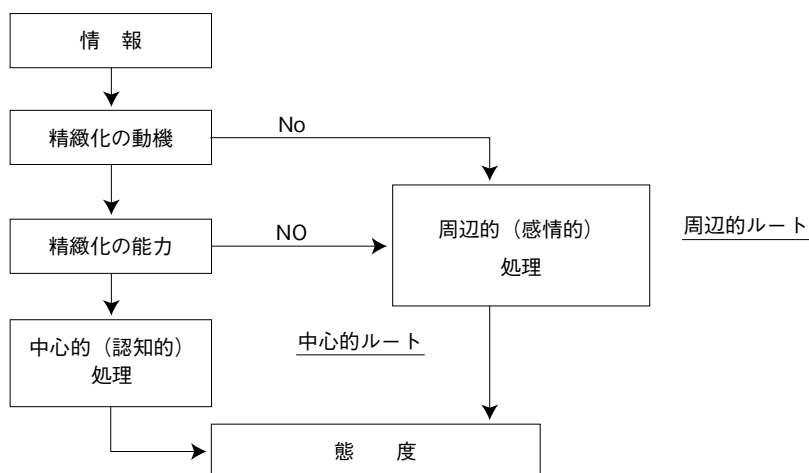 情　報
精緻化の動機
No
精緻化の能力
NO
周辺的（感情的）
処理
周辺的ルート
中心的（認知的）
処理
中心的ルート
態　　度